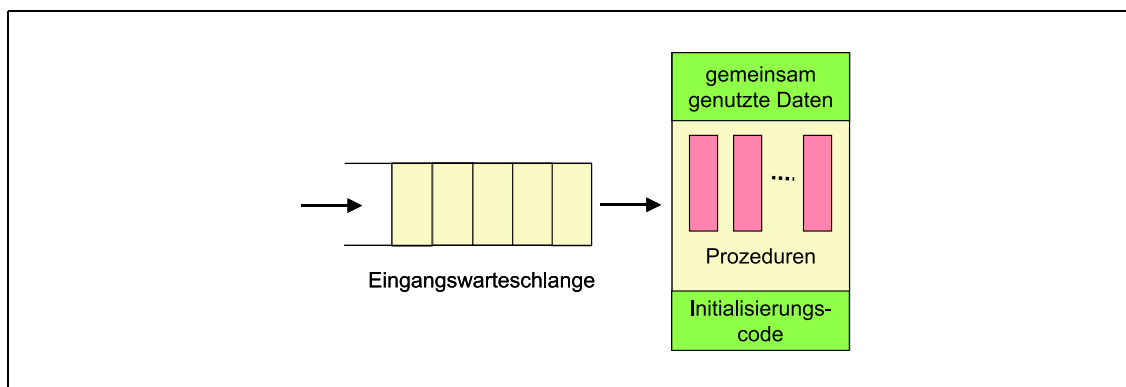 gemeinsam
genutzte Daten
Prozeduren
Eingangswarteschlange
Initialisierungs-
code